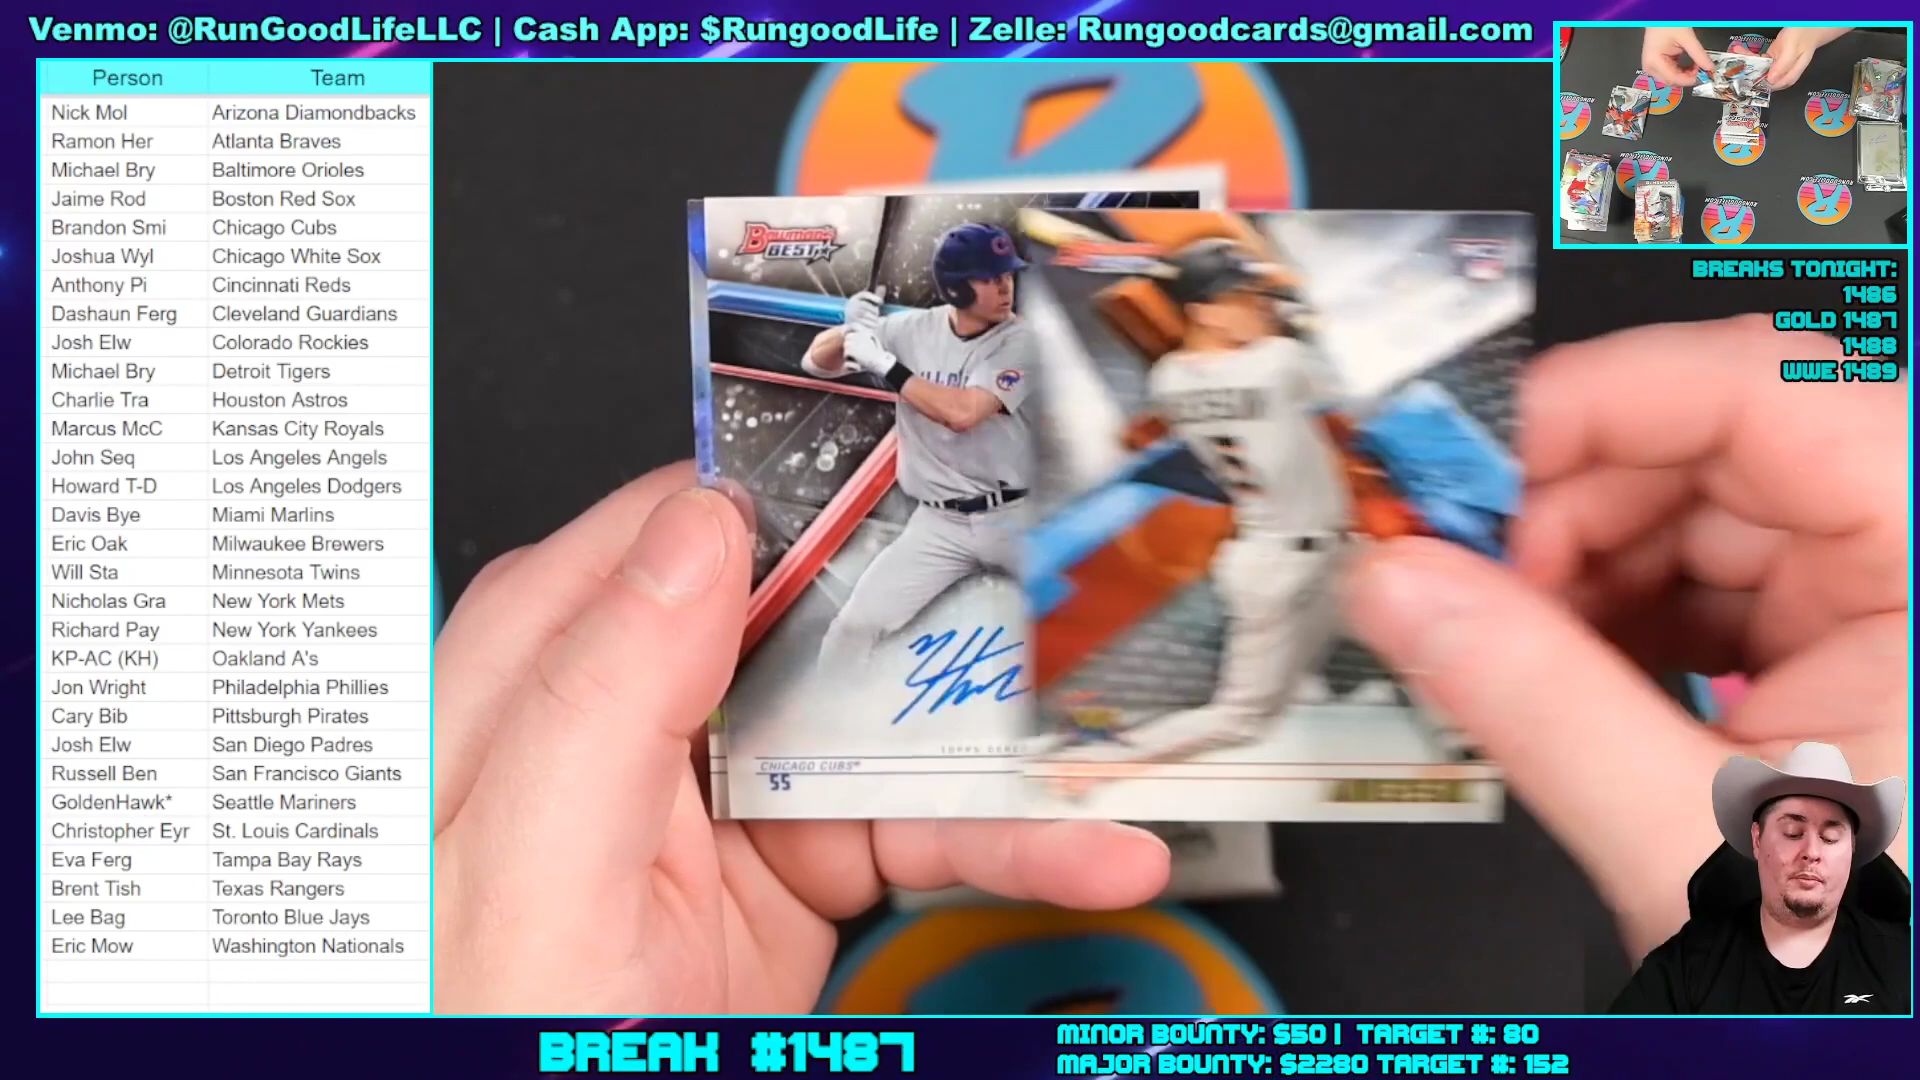 Venmo: @RunGoodLifeLLC | Cash App: $RungoodLife | Zelle: Rungoodcards@gmail.com
Person Team
Nick Mol Arizona Diamondbacks
Ramon Her Atlanta Braves
Michael Bry Baltimore Orioles
Jaime Rod Boston Red Sox
Brandon Smi Chicago Cubs
Joshua Wyl Chicago White Sox
Anthony Pi Cincinnati Reds
Dashaun Ferg Cleveland Guardians
Josh Elw Colorado Rockies
Michael Bry Detroit Tigers
Charlie Tra Houston Astros
Marcus McC Kansas City Royals
John Seq Los Angeles Angels
Howard T-D Los Angeles Dodgers
Davis Bye Miami Marlins
Eric Oak Milwaukee Brewers
Will Sta Minnesota Twins
Nicholas Gra New York Mets
Richard Pay New York Yankees
KP-AC (KH) Oakland A's
Jon Wright Philadelphia Phillies
Cary Bib Pittsburgh Pirates
Josh Elw San Diego Padres
Russell Ben San Francisco Giants
GoldenHawk* Seattle Mariners
Christopher Eyr St. Louis Cardinals
Eva Ferg Tampa Bay Rays
Brent Tish Texas Rangers
Lee Bag Toronto Blue Jays
Eric Mow Washington Nationals
BOWMAN'S
BEST
CHICAGO CUBS
55
BREAKS TONIGHT:
1486
GOLD 1487
1488
WWE 1489
BREAK #1487
MINOR BOUNTY: $50 | TARGET #: 80
MAJOR BOUNTY: $2280 TARGET #: 152